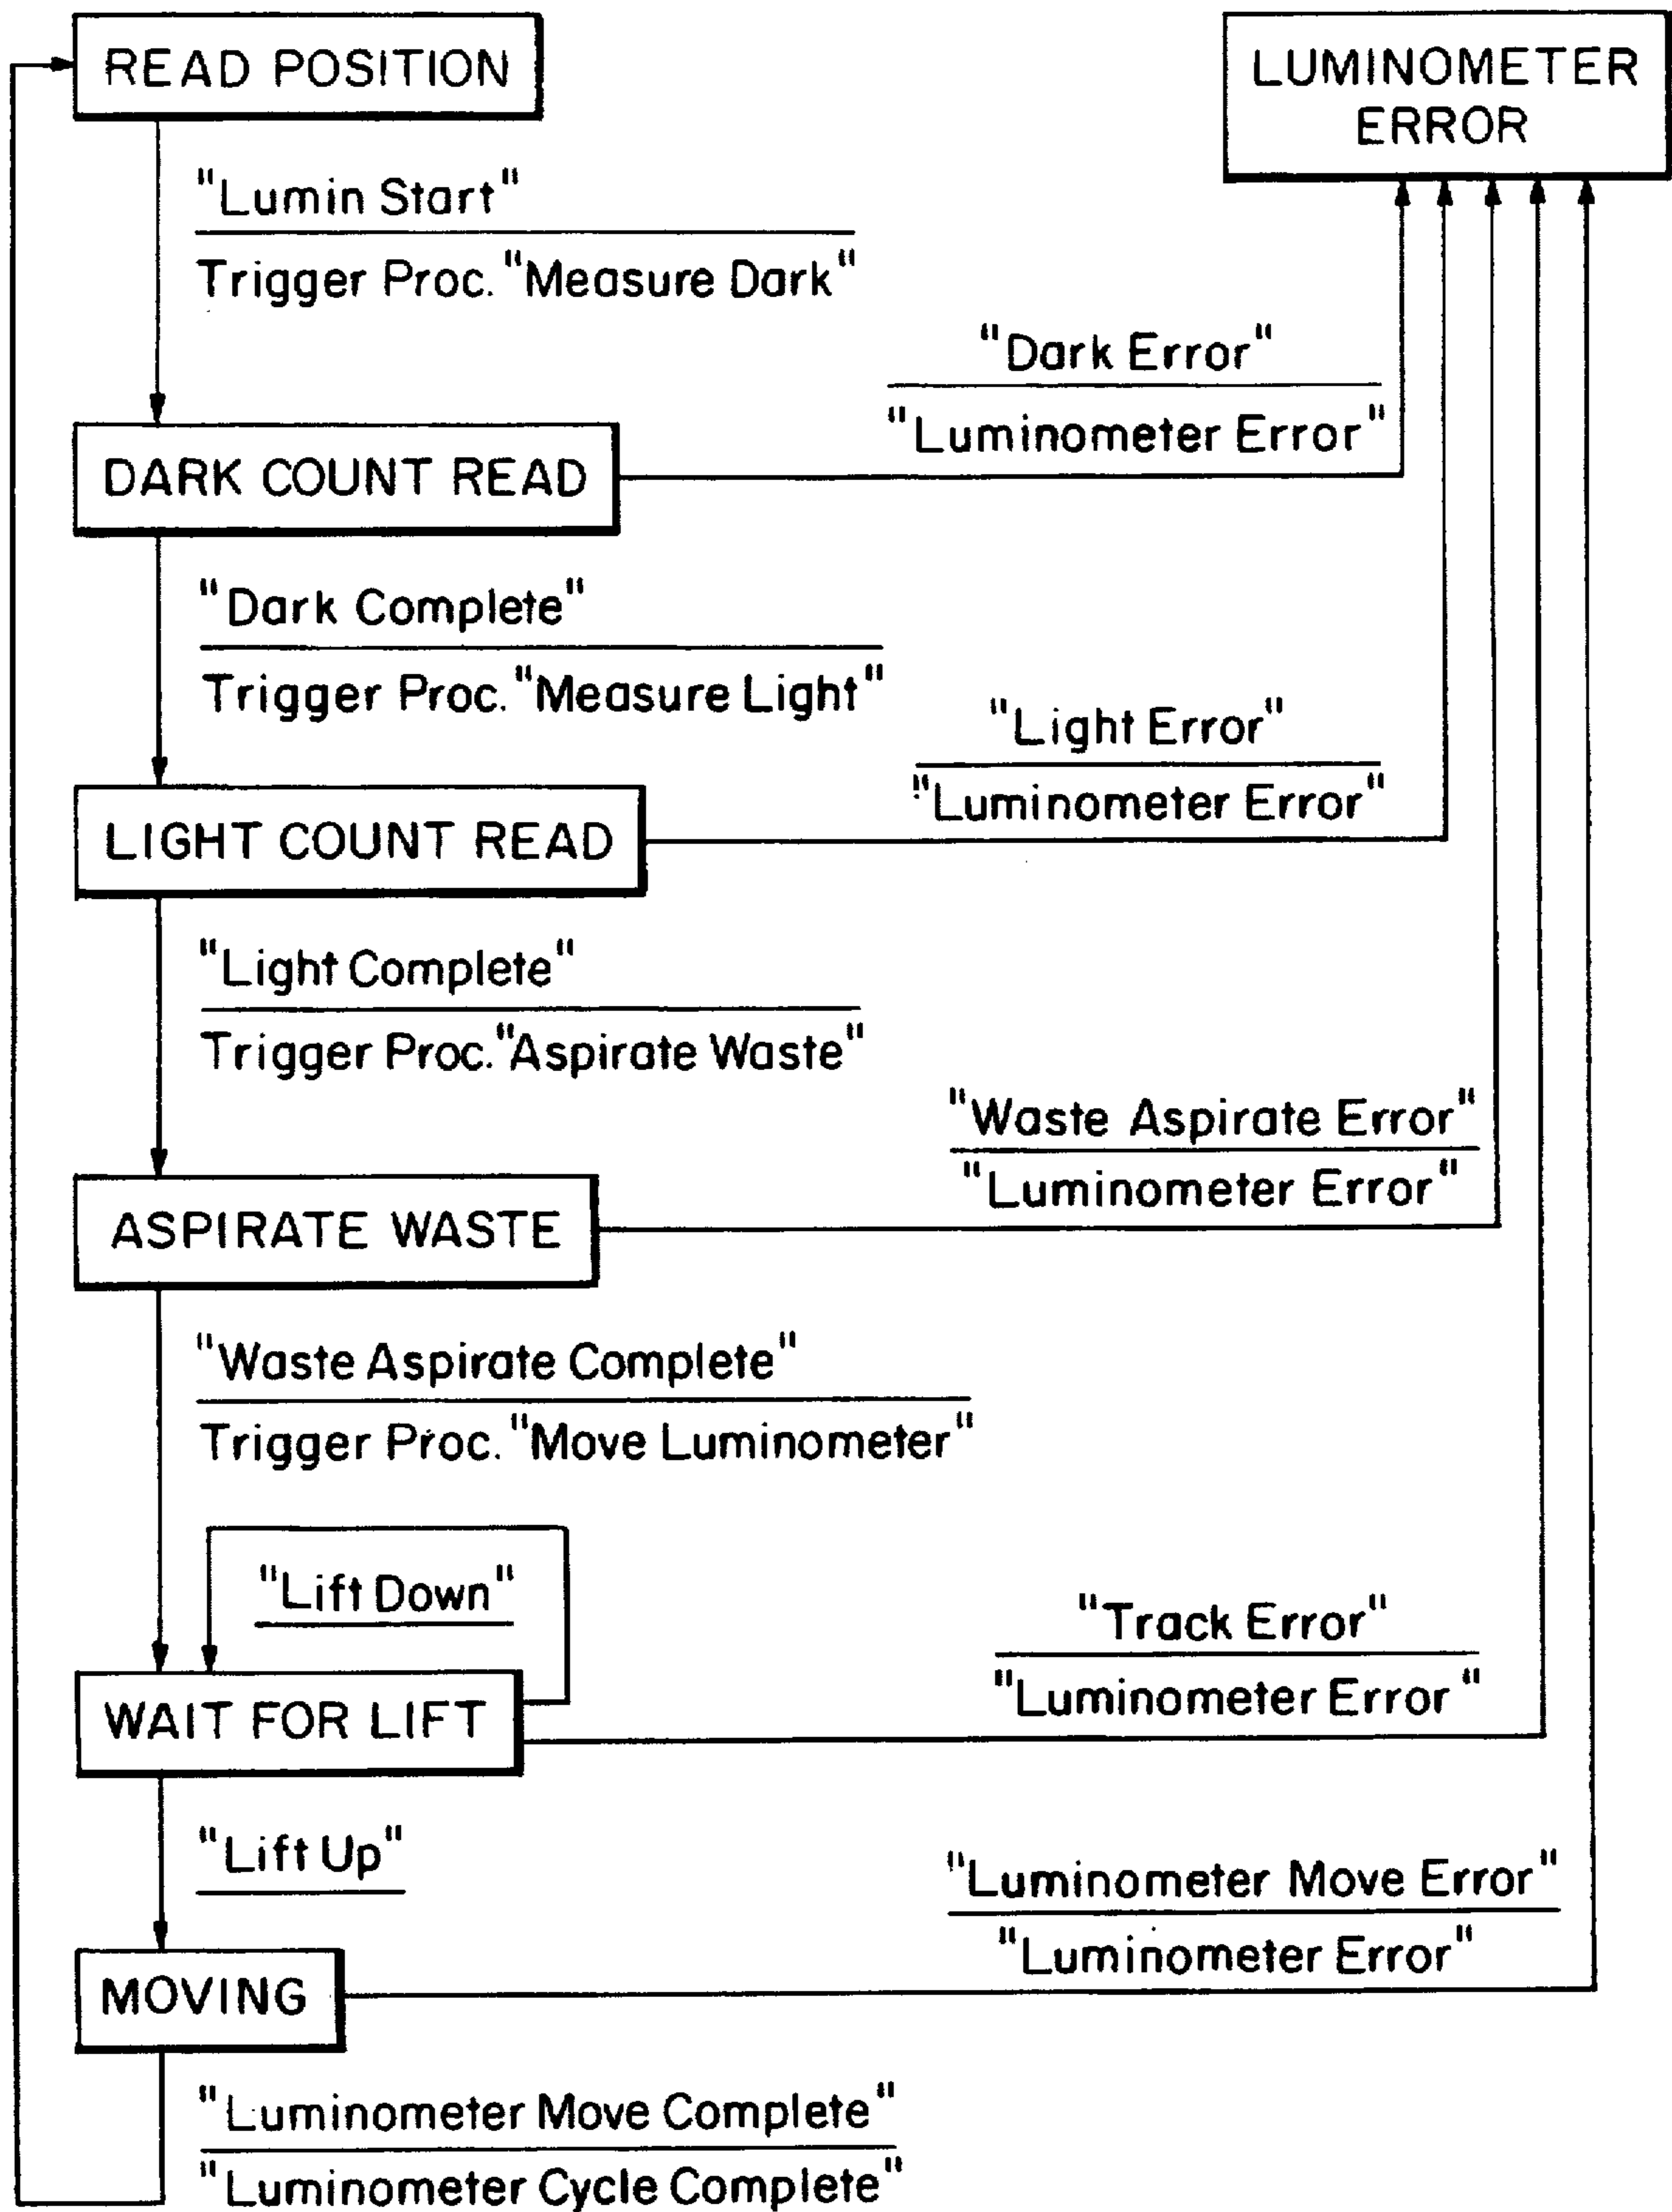 READ POSITION
LUMINOMETER
ERROR
"Lumin Start"
Trigger Proc. "Measure Dark"
"Dark Error"
"Luminometer Error"
DARK COUNT READ
"Dark Complete"
Trigger Proc. "Measure Light"
"Light Error"
"Luminometer Error"
LIGHT COUNT READ
"Light Complete"
Trigger Proc. "Aspirate Waste"
"Waste Aspirate Error"
"Luminometer Error"
ASPIRATE WASTE
"Waste Aspirate Complete"
Trigger Proc. "Move Luminometer"
"Lift Down"
"Track Error"
"Luminometer Error"
WAIT FOR LIFT
"Lift Up"
"Luminometer Move Error"
"Luminometer Error"
MOVING
"Luminometer Move Complete"
"Luminometer Cycle Complete"